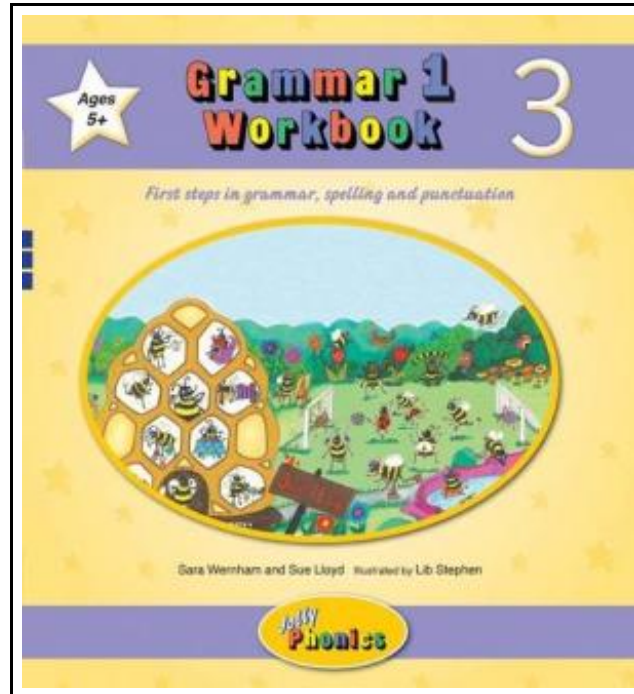 Ages
5+
Grammar 1
Workbook
3
First steps in grammar, spelling and punctuation
Sara Wernham and Sue Lloyd Illustrated by Lib Stephen
Jolly
Phonics